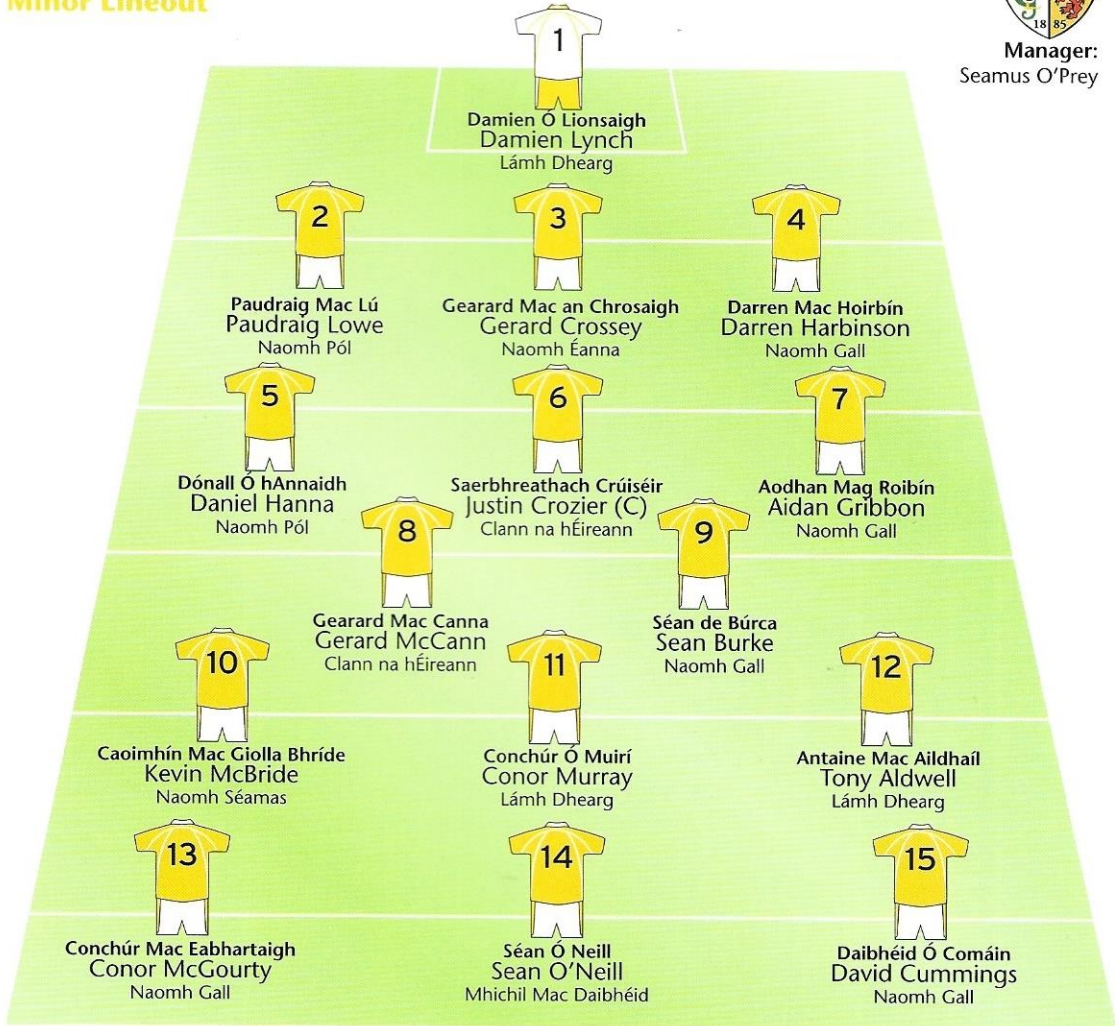 Minor Lineout
18 85
Manager:
Seamus O'Prey
1
Damien Ó Lionsaigh
Damien Lynch
Lámh Dhearg
2
Paudraig Mac Lú
Paudraig Lowe
Naomh Pól
3
Gearard Mac an Chrosaigh
Gerard Crossey
Naomh Éanna
4
Darren Mac Hoirbín
Darren Harbinson
Naomh Gall
5
Dónall Ó hAnnaidh
Daniel Hanna
Naomh Pól
6
Saerbhreathach Crúiséir
Justin Crozier (C)
Clann na hÉireann
7
Aodhan Mag Roibín
Aidan Gribbon
Naomh Gall
8
Gearard Mac Canna
Gerard McCann
Clann na hÉireann
9
Séan de Búrca
Sean Burke
Naomh Gall
10
Caoimhín Mac Giolla Bhríde
Kevin McBride
Naomh Séamas
11
Conchúr Ó Muirí
Conor Murray
Lámh Dhearg
12
Antaine Mac Aildhaíl
Tony Aldwell
Lámh Dhearg
13
Conchúr Mac Eabhartaigh
Conor McGourty
Naomh Gall
14
Séan Ó Neill
Sean O'Neill
Mhichil Mac Daibhéid
15
Daibhéid Ó Comáin
David Cummings
Naomh Gall